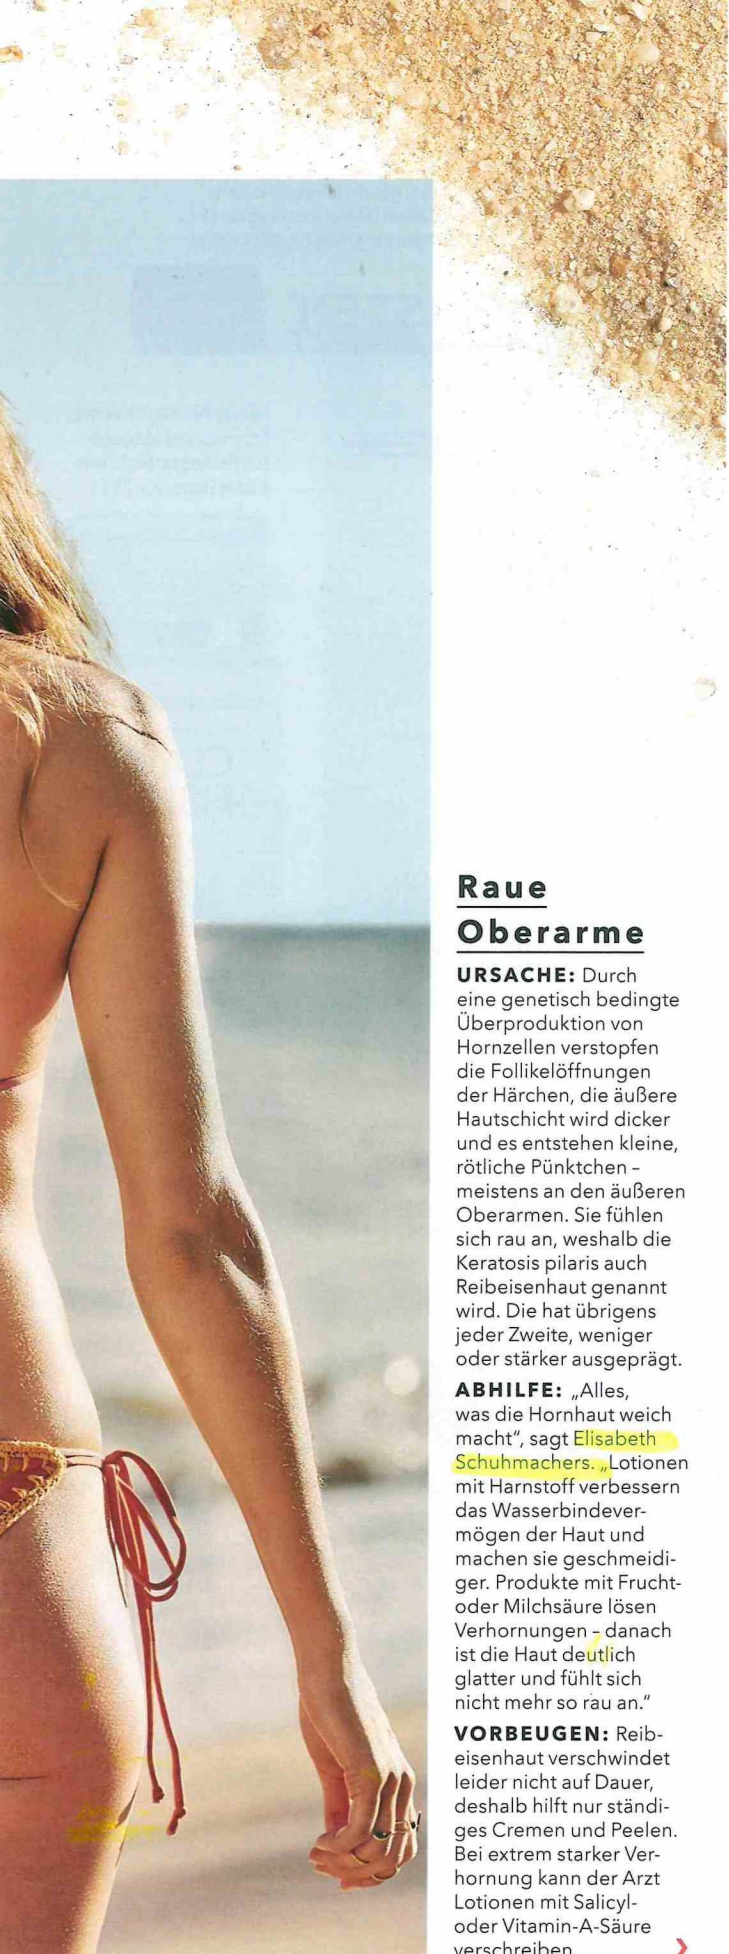 Raue
Oberarme
URSACHE: Durch
eine genetisch bedingte
Überproduktion von
Hornzellen verstopfen
die Follikelöffnungen
der Härchen, die äußere
Hautschicht wird dicker
und es entstehen kleine,
rötliche Pünktchen –
meistens an den äußeren
Oberarmen. Sie fühlen
sich rau an, weshalb die
Keratosis pilaris auch
Reibeisenhaut genannt
wird. Die hat übrigens
jeder Zweite, weniger
oder stärker ausgeprägt.
ABHILFE: „Alles,
was die Hornhaut weich
macht“, sagt Elisabeth
Schuhmachers. „Lotionen
mit Harnstoff verbessern
das Wasserbindever-
mögen der Haut und
machen sie geschmeidi-
ger. Produkte mit Frucht-
oder Milchsäure lösen
Verhornungen – danach
ist die Haut deutlich
glatter und fühlt sich
nicht mehr so rau an.“
VORBEUGEN: Reib-
eisenhaut verschwindet
leider nicht auf Dauer,
deshalb hilft nur ständi-
ges Cremen und Peelen.
Bei extrem starker Ver-
hornung kann der Arzt
Lotionen mit Salicyl-
oder Vitamin-A-Säure
verschreiben